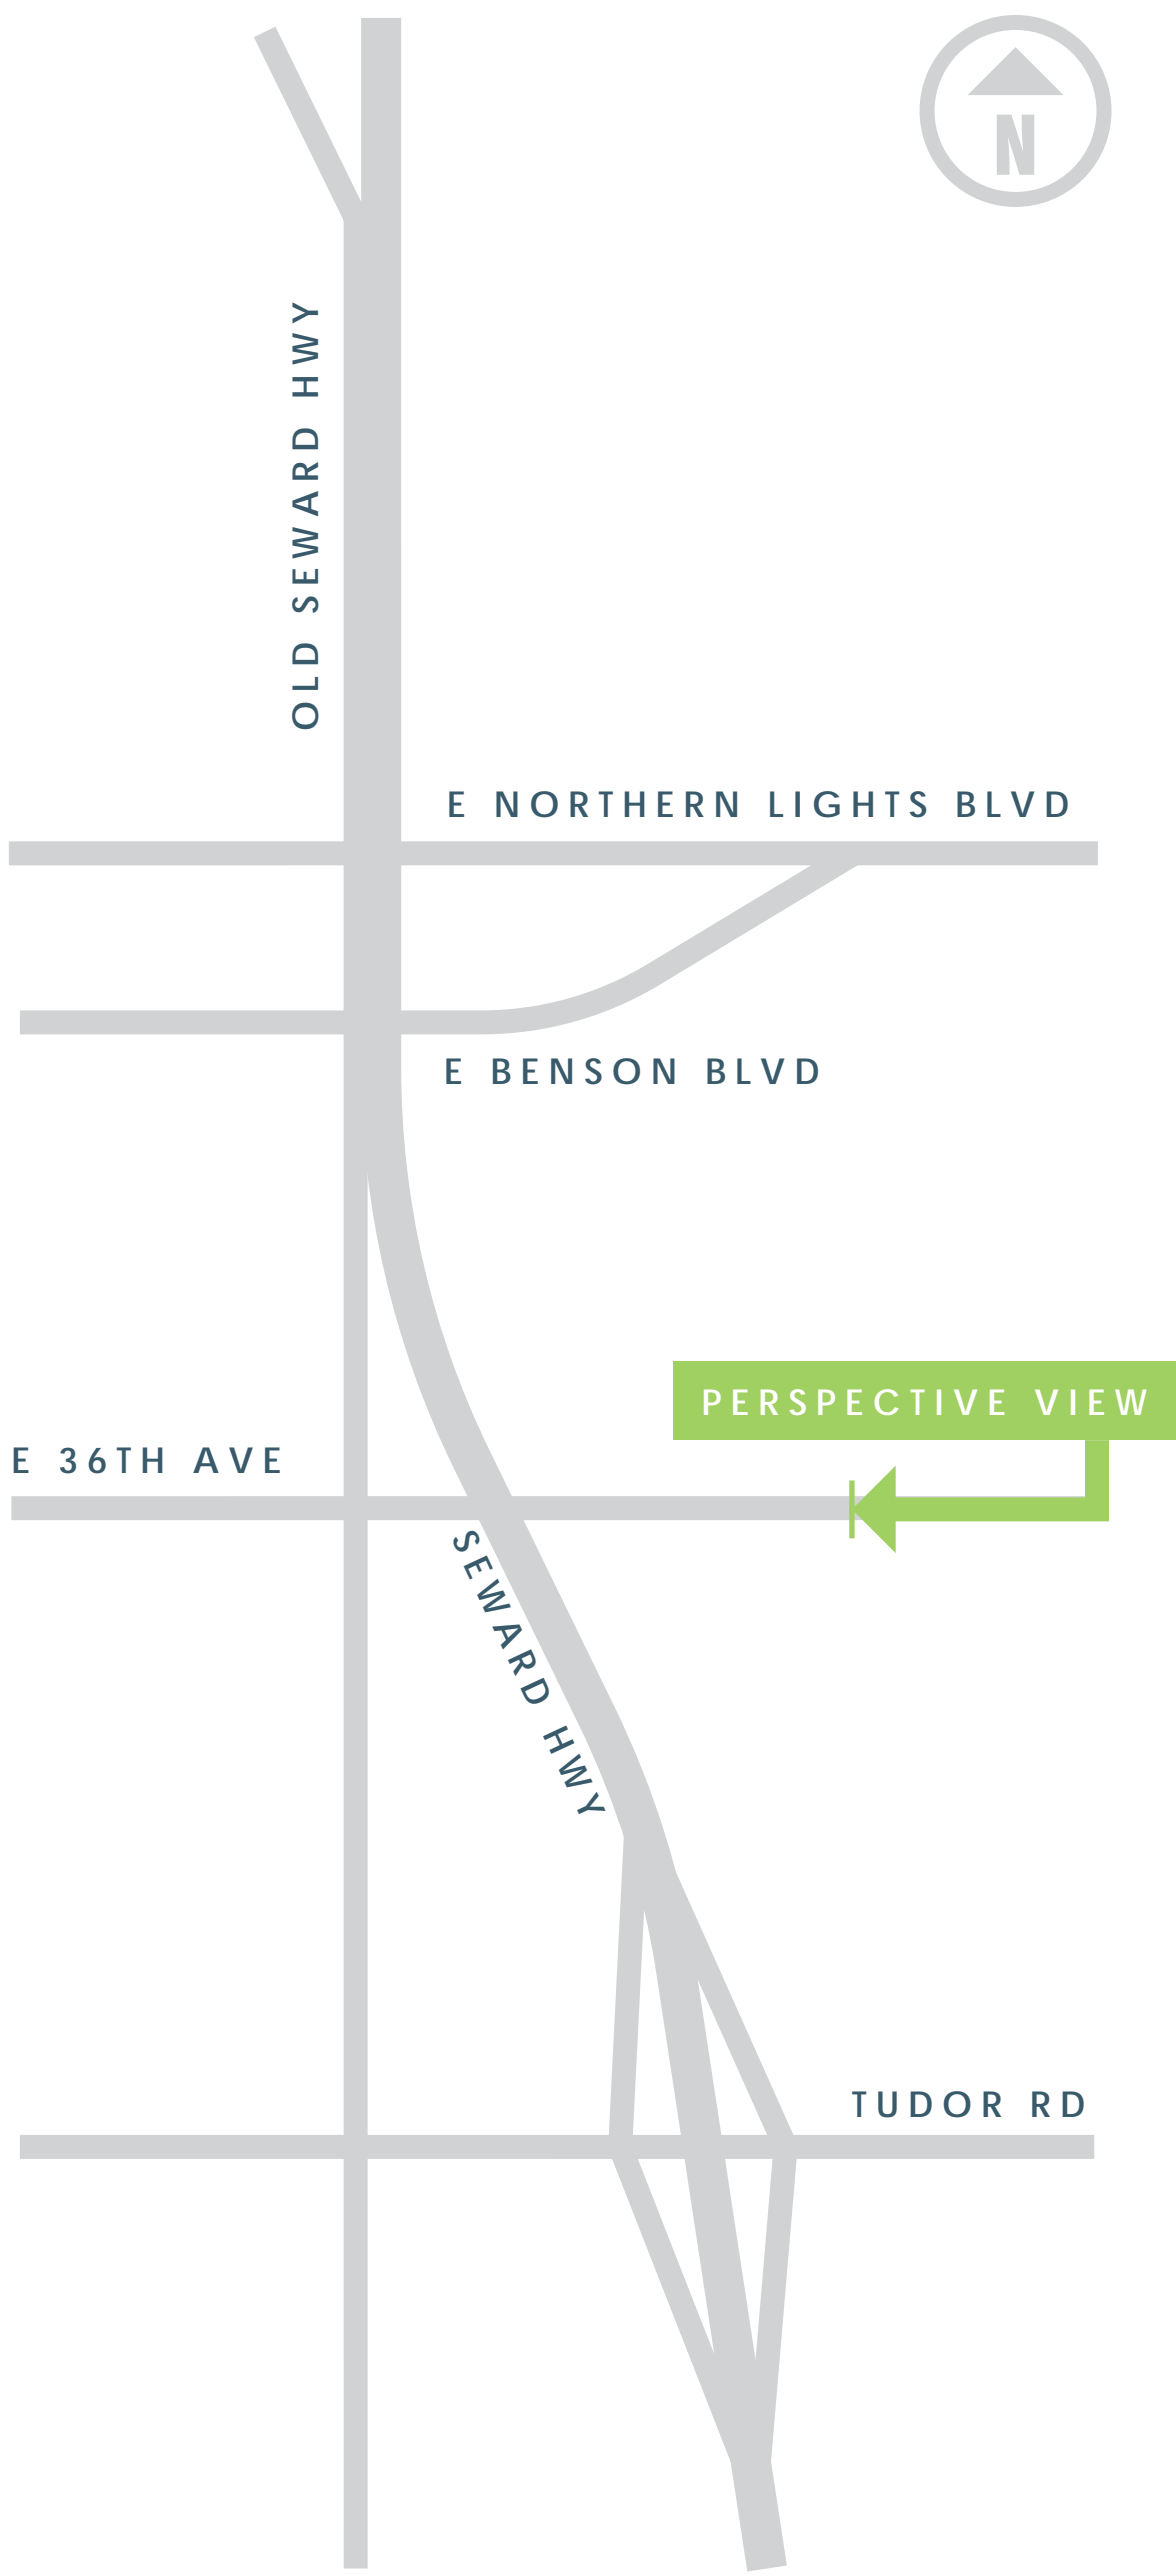 N
OLD SEWARD HWY
E NORTHERN LIGHTS BLVD
E BENSON BLVD
PERSPECTIVE VIEW
E 36TH AVE
SEWARD HWY
TUDOR RD